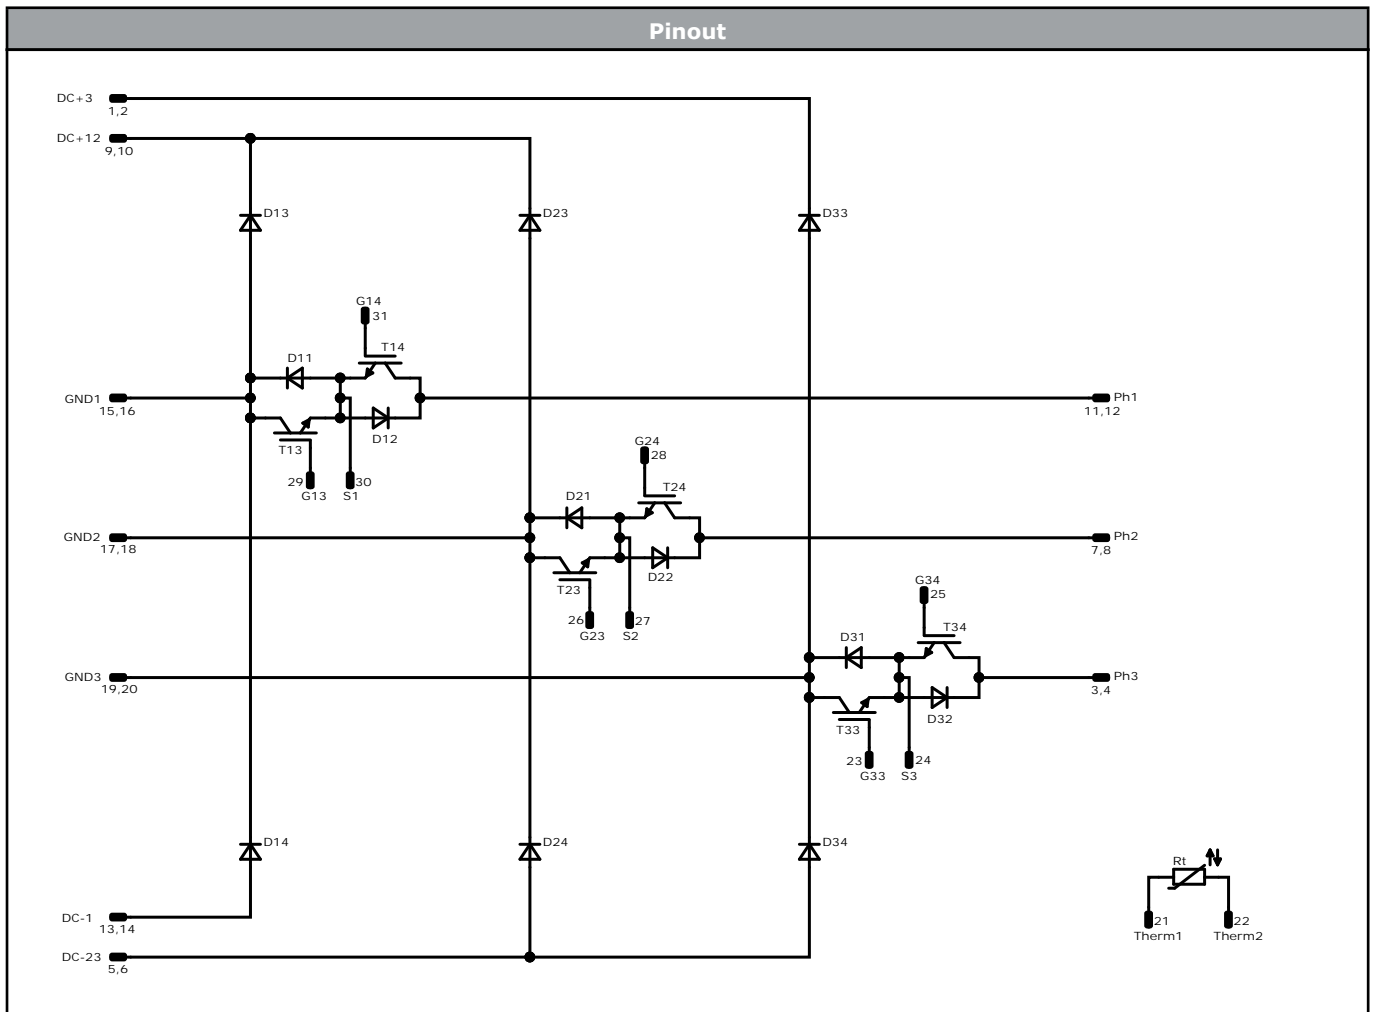 Pinout
DC+3
1,2
DC+12
9,10
D13
D23
D33
G14
31
T14
D11
GND1
15,16
Ph1
11,12
D12
T13
29
30
G13
S1
G24
28
T24
D21
GND2
17,18
Ph2
7,8
D22
T23
26
27
G23
S2
G34
25
T34
D31
GND3
19,20
Ph3
3,4
D32
T33
23
24
G33
S3
D14
D24
D34
Rt
DC-1
13,14
21
22
Therm1
Therm2
DC-23
5,6